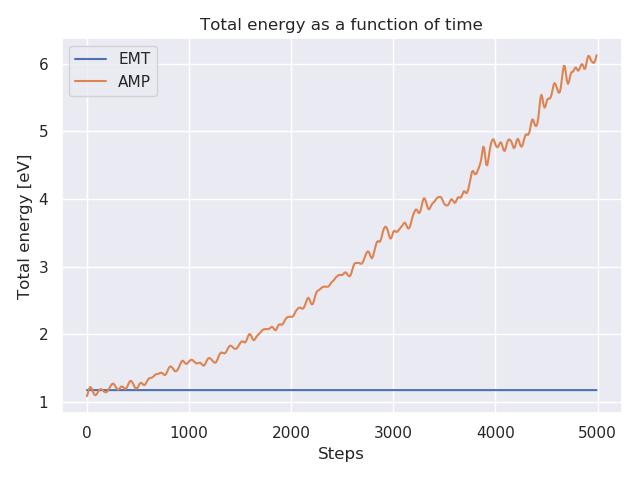 Total energy as a function of time
EMT
AMP
Total energy [eV]
6
5
4
3
2
1
0
1000
2000
3000
4000
5000
Steps